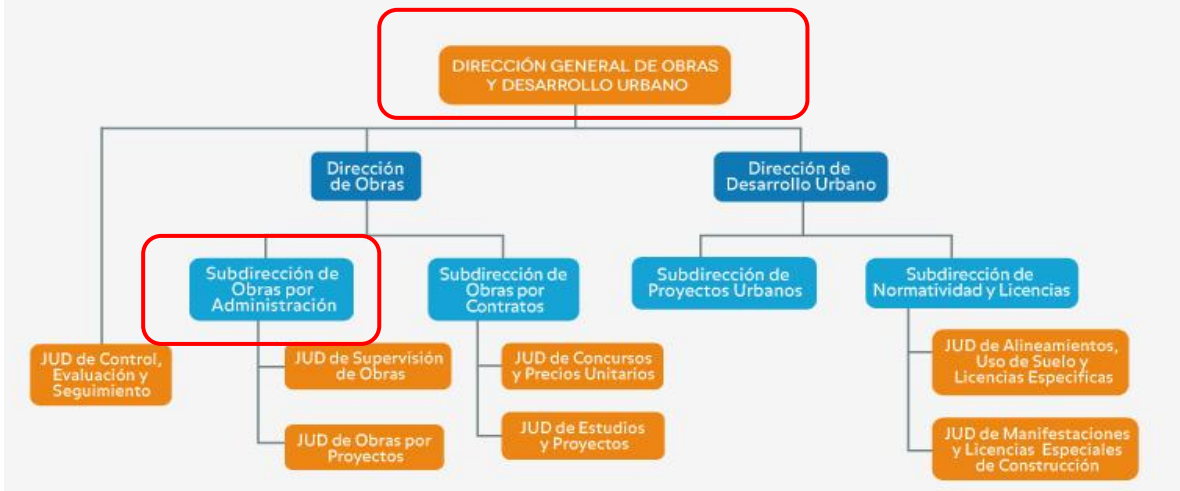 DIRECCIÓN GENERAL DE OBRAS
Y DESARROLLO URBANO
Dirección
de Obras
Dirección de
Desarrollo Urbano
Subdirección de
Obras por
Administración
Subdirección de
Obras por
Contratos
Subdirección de
Proyectos Urbanos
Subdirección de
Normatividad y Licencias
JUD de Control,
Evaluación y
Seguimiento
JUD de Supervisión
de Obras
JUD de Concursos
y Precios Unitarios
JUD de Alineamientos,
Uso de Suelo y
Licencias Especificas
JUD de Obras por
Proyectos
JUD de Estudios
y Proyectos
JUD de Manifestaciones
y Licencias Especiales
de Construcción